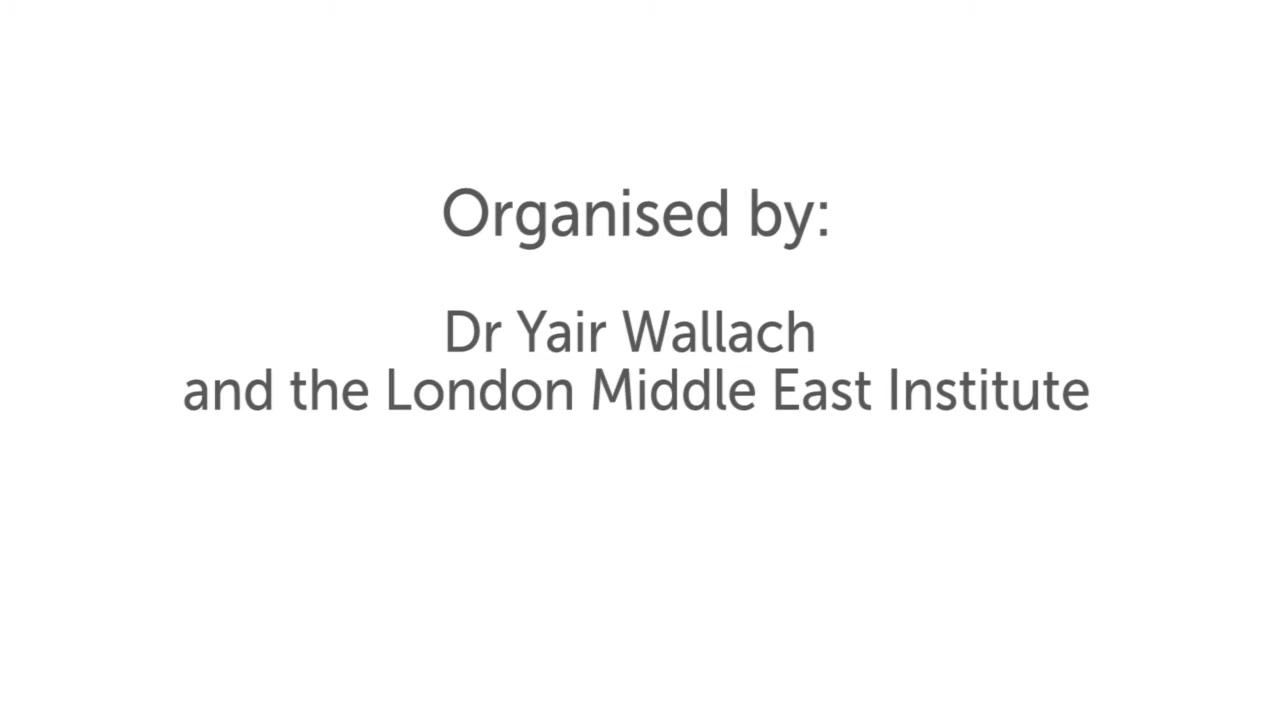 Organised by:
Dr Yair Wallach
and the London Middle East Institute